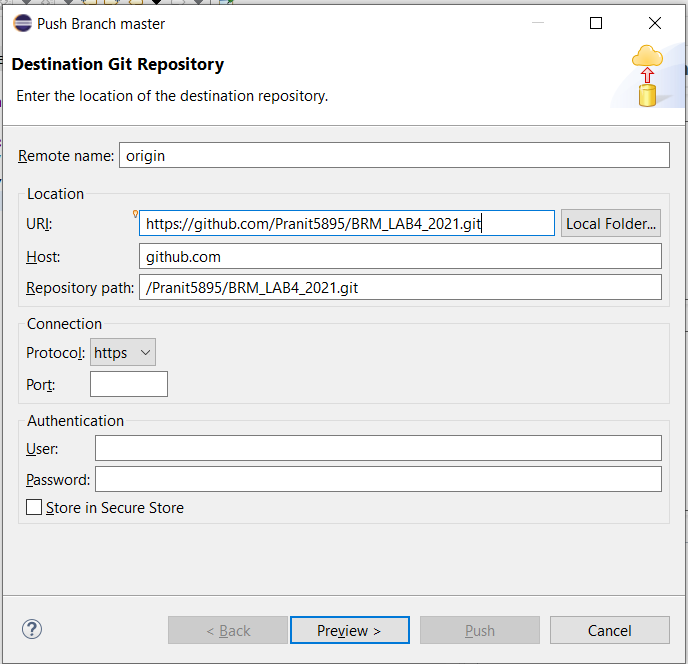 Push Branch master
Destination Git Repository
Enter the location of the destination repository.
Remote name: origin
Location
URI: https://github.com/Pranit5895/BRM_LAB4_2021.git Local Folder...
Host: github.com
Repository path: /Pranit5895/BRM_LAB4_2021.git
Connection
Protocol: https
Port:
Authentication
User:
Password:
Store in Secure Store
? < Back Preview > Push Cancel